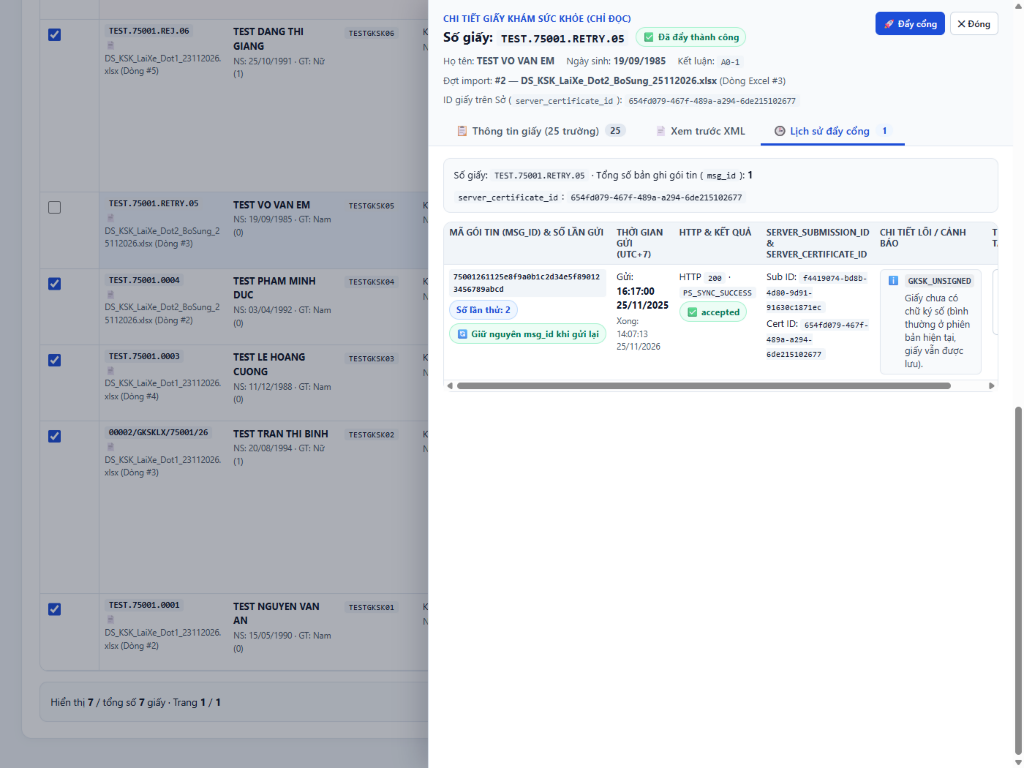 TEST.75001.REJ.06
DS_KSK_LaiXe_Dot1_23112026.
xlsx (Dòng #5)
TEST DANG THI
GIANG
NS: 25/10/1991 · GT: Nữ
(1)
TESTGKSK06
TEST.75001.RETRY.05
DS_KSK_LaiXe_Dot2_BoSung_2
5112026.xlsx (Dòng #3)
TEST VO VAN EM
NS: 19/09/1985 · GT: Nam
(0)
TESTGKSK05
TEST.75001.0004
DS_KSK_LaiXe_Dot2_BoSung_2
5112026.xlsx (Dòng #2)
TEST PHAM MINH
DUC
NS: 03/04/1992 · GT: Nam
(0)
TESTGKSK04
TEST.75001.0003
DS_KSK_LaiXe_Dot1_23112026.
xlsx (Dòng #4)
TEST LE HOANG
CUONG
NS: 11/12/1988 · GT: Nam
(0)
TESTGKSK03
00002/GKSKLX/75001/26
DS_KSK_LaiXe_Dot1_23112026.
xlsx (Dòng #3)
TEST TRAN THI BINH
NS: 20/08/1994 · GT: Nữ
(1)
TESTGKSK02
TEST.75001.0001
DS_KSK_LaiXe_Dot1_23112026.
xlsx (Dòng #2)
TEST NGUYEN VAN
AN
NS: 15/05/1990 · GT: Nam
(0)
TESTGKSK01
Hiển thị 7 / tổng số 7 giấy · Trang 1 / 1
CHI TIẾT GIẤY KHÁM SỨC KHỎE (CHỈ ĐỌC)
Số giấy: TEST.75001.RETRY.05 Đã đẩy thành công
Đẩy cổng
Đóng
Họ tên: TEST VO VAN EM Ngày sinh: 19/09/1985 Kết luận: A0-1
Đợt import: #2 — DS_KSK_LaiXe_Dot2_BoSung_25112026.xlsx (Dòng Excel #3)
ID giấy trên Sở ( server_certificate_id ): 654fd079-467f-489a-a294-6de215102677
Thông tin giấy (25 trường) 25
Xem trước XML
Lịch sử đẩy cổng 1
Số giấy: TEST.75001.RETRY.05 · Tổng số bản ghi gói tin ( msg_id ): 1
server_certificate_id : 654fd079-467f-489a-a294-6de215102677
MÃ GÓI TIN (MSG_ID) & SỐ LẦN GỬI
THỜI GIAN
GỬI
(UTC+7)
HTTP & KẾT QUẢ
SERVER_SUBMISSION_ID
&
SERVER_CERTIFICATE_ID
CHI TIẾT LỖI / CẢNH
BÁO
75001261125e8f9a0b1c2d34e5f89012
3456789abcd
Số lần thử: 2
Giữ nguyên msg_id khi gửi lại
Gửi:
16:17:00
25/11/2025
Xong:
14:07:13
25/11/2026
HTTP 200 ·
PS_SYNC_SUCCESS
accepted
Sub ID: f4419074-bd8b-
4d80-9d91-
91630c1871ec
Cert ID: 654fd079-467f-
489a-a294-
6de215102677
GKSK_UNSIGNED
Giấy chưa có
chữ ký số (bình
thường ở phiên
bản hiện tại,
giấy vẫn được
lưu).